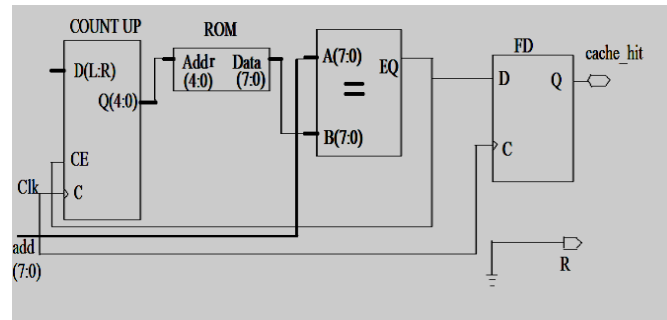 COUNT UP
ROM
D(L:R)
Q(4:0)
CE
C
Clk
add
(7:0)
Addr
(4:0)
Data
(7:0)
A(7:0)
EQ
=
B(7:0)
FD
D
Q
C
cache_hit
R